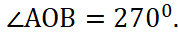 ∠AOB = 270⁰.